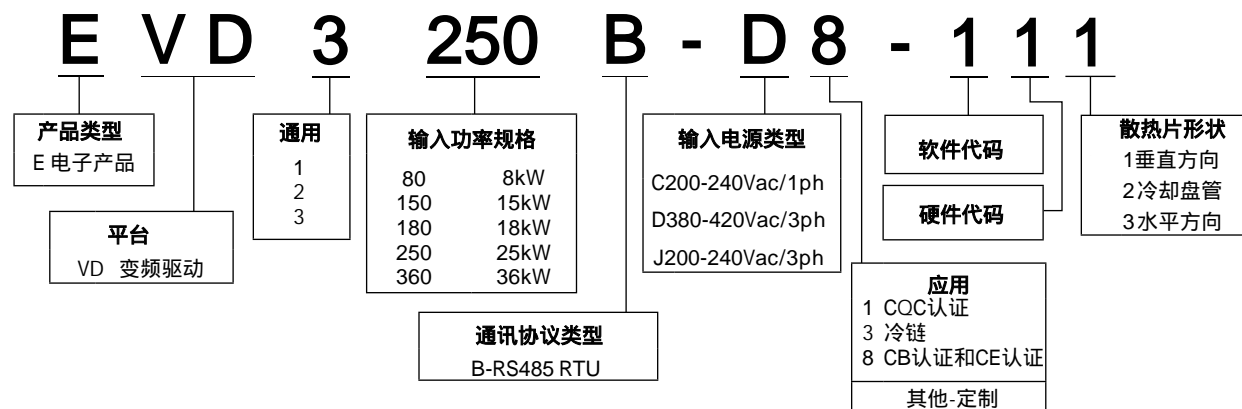 E VD 3 250 B - D 8 - 1 1 1
产品类型
E 电子产品
平台
VD 变频驱动
通用
1
2
3
输入功率规格
80 8kW
150 15kW
180 18kW
250 25kW
360 36kW
通讯协议类型
B-RS485 RTU
输入电源类型
C200-240Vac/1ph
D380-420Vac/3ph
J200-240Vac/3ph
应用
1 CQC认证
3 冷链
8 CB认证和CE认证
其他-定制
软件代码
硬件代码
散热片形状
1垂直方向
2冷却盘管
3水平方向